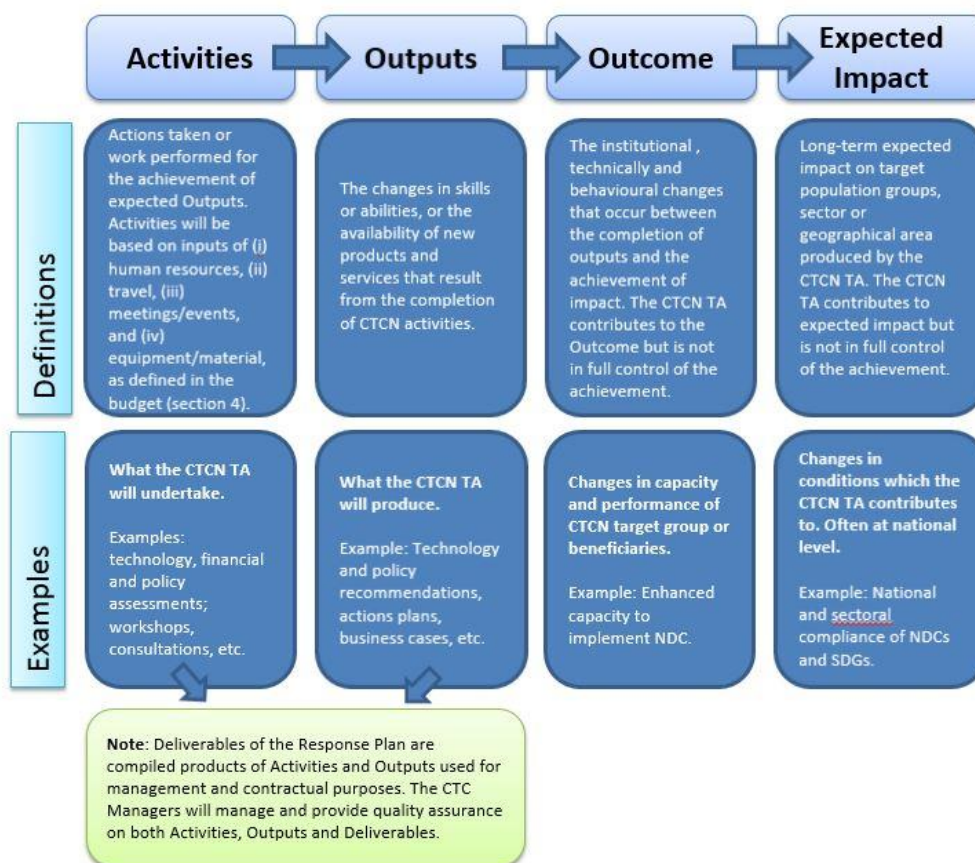 Activities
Outputs
Outcome
Expected
Impact
Definitions
Actions taken or
work performed for
the achievement of
expected Outputs.
Activities will be
based on inputs of (i)
human resources, (ii)
travel, (iii)
meetings/events,
and (iv)
equipment/material,
as defined in the
budget (section 4).
The changes in skills
or abilities, or the
availability of new
products and
services that result
from the completion
of CTCN activities.
The institutional ,
technically and
behavioural changes
that occur between
the completion of
outputs and the
achievement of
impact. The CTCN TA
contributes to the
Outcome but is not
in full control of the
achievement.
Long-term expected
impact on target
population groups,
sector or
geographical area
produced by the
CTCN TA. The CTCN
TA contributes to
expected impact but
is not in full control
of the achievement.
Examples
What the CTCN TA
will undertake.
Examples:
technology, financial
and policy
assessments;
workshops,
consultations, etc.
What the CTCN TA
will produce.
Example: Technology
and policy
recommendations,
actions plans,
business cases, etc.
Changes in capacity
and performance of
CTCN target group or
beneficiaries.
Example: Enhanced
capacity to
implement NDC.
Changes in
conditions which the
CTCN TA contributes
to. Often at national
level.
Example: National
and sectoral
compliance of NDCs
and SDGs.
Note: Deliverables of the Response Plan are
compiled products of Activities and Outputs used for
management and contractual purposes. The CTC
Managers will manage and provide quality assurance
on both Activities, Outputs and Deliverables.